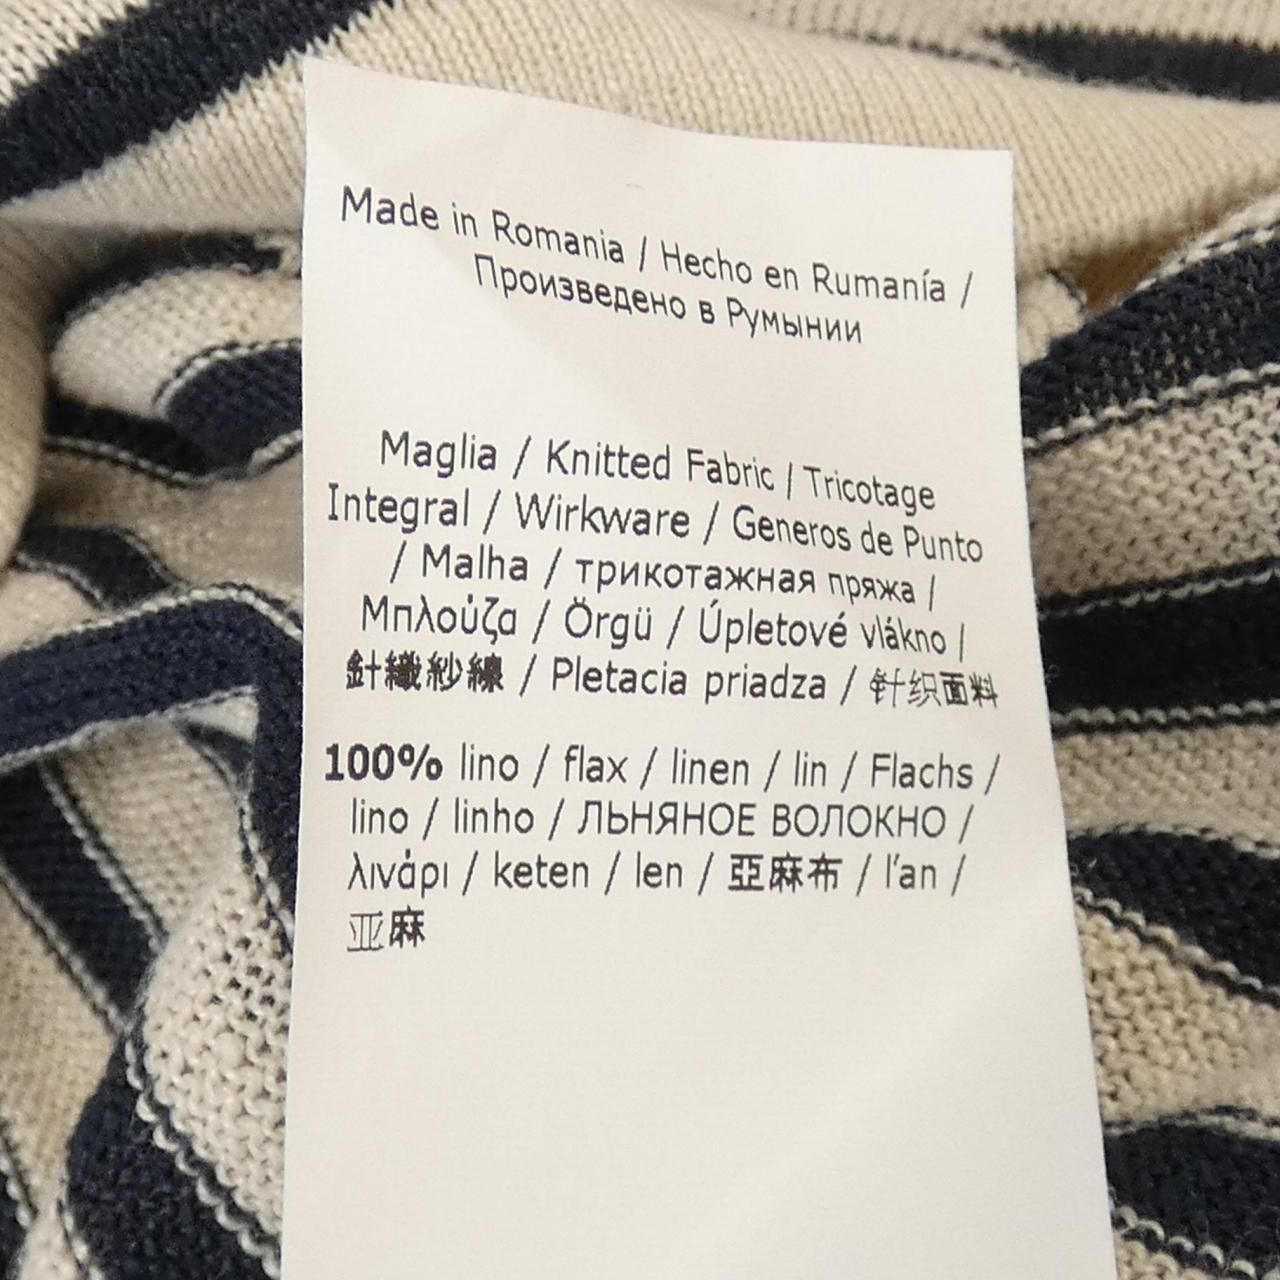 Made in Romania / Hecho en Rumanía /
Произведено в Румынии
Maglia / Knitted Fabric / Tricotage
Integral / Wirkware / Generos de Punto
/ Malha / трикотажная пряжа /
Μπλούζα / Örgü / Úpletové vlákno /
針織紗線 / Pletacia priadza / 针织面料
100% lino / flax / linen / lin / Flachs /
lino / linho / ЛЬНЯНОЕ ВОЛОКНО /
λινάρι / keten / len / 亞麻布 / l'an /
亚麻